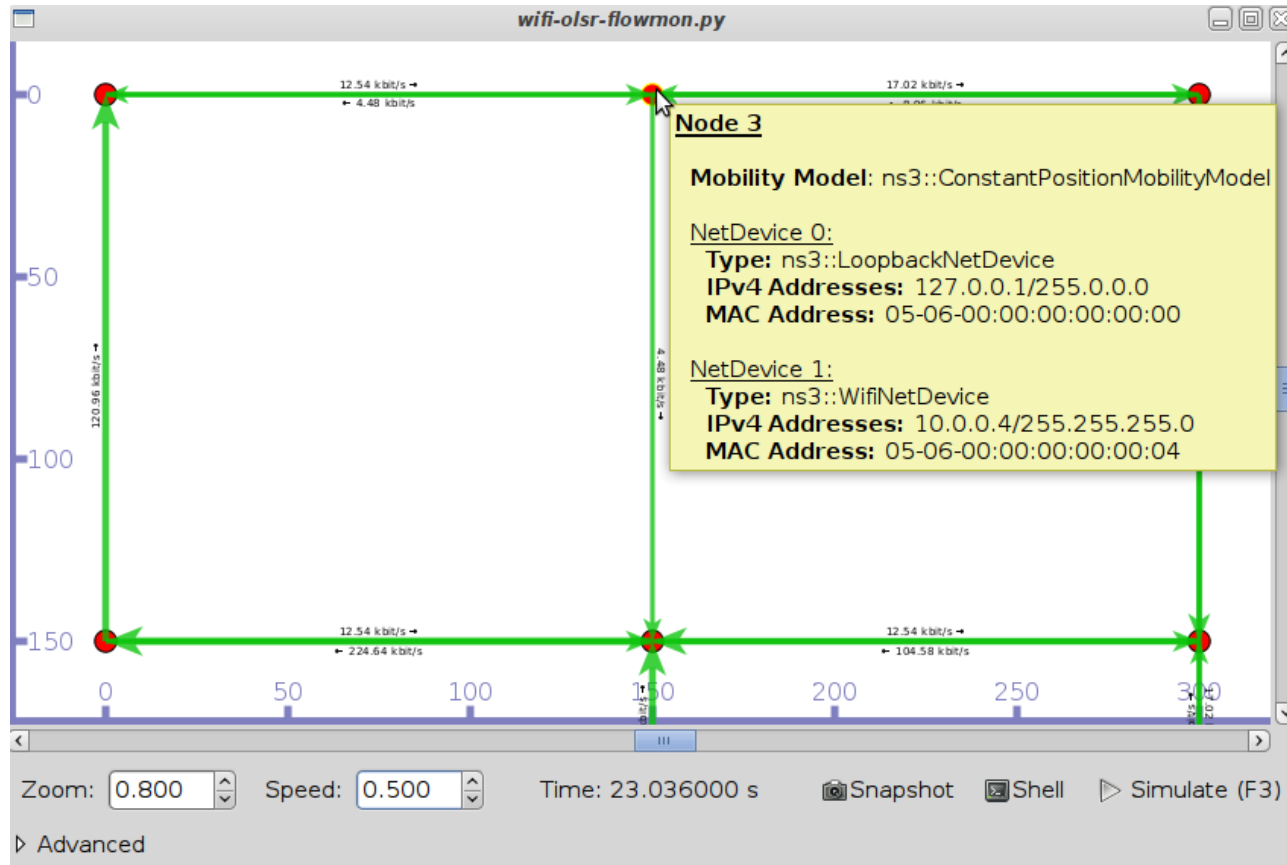 wifi-olsr-flowmon.py
0
12.54 kbit/s →
← 4.48 kbit/s
17.02 kbit/s →
Node 3
Mobility Model: ns3::ConstantPositionMobilityModel
NetDevice 0:
Type: ns3::LoopbackNetDevice
IPv4 Addresses: 127.0.0.1/255.0.0.0
MAC Address: 05-06-00:00:00:00:00:00
50
120.96 kbit/s →
4.48 kbit/s →
NetDevice 1:
Type: ns3::WifiNetDevice
IPv4 Addresses: 10.0.0.4/255.255.255.0
MAC Address: 05-06-00:00:00:00:00:04
100
150
12.54 kbit/s →
← 224.64 kbit/s
12.54 kbit/s →
← 104.58 kbit/s
0 50 100 150 200 250 300
17.02
Zoom: 0.800 Speed: 0.500 Time: 23.036000 s Snapshot Shell Simulate (F3)
Advanced